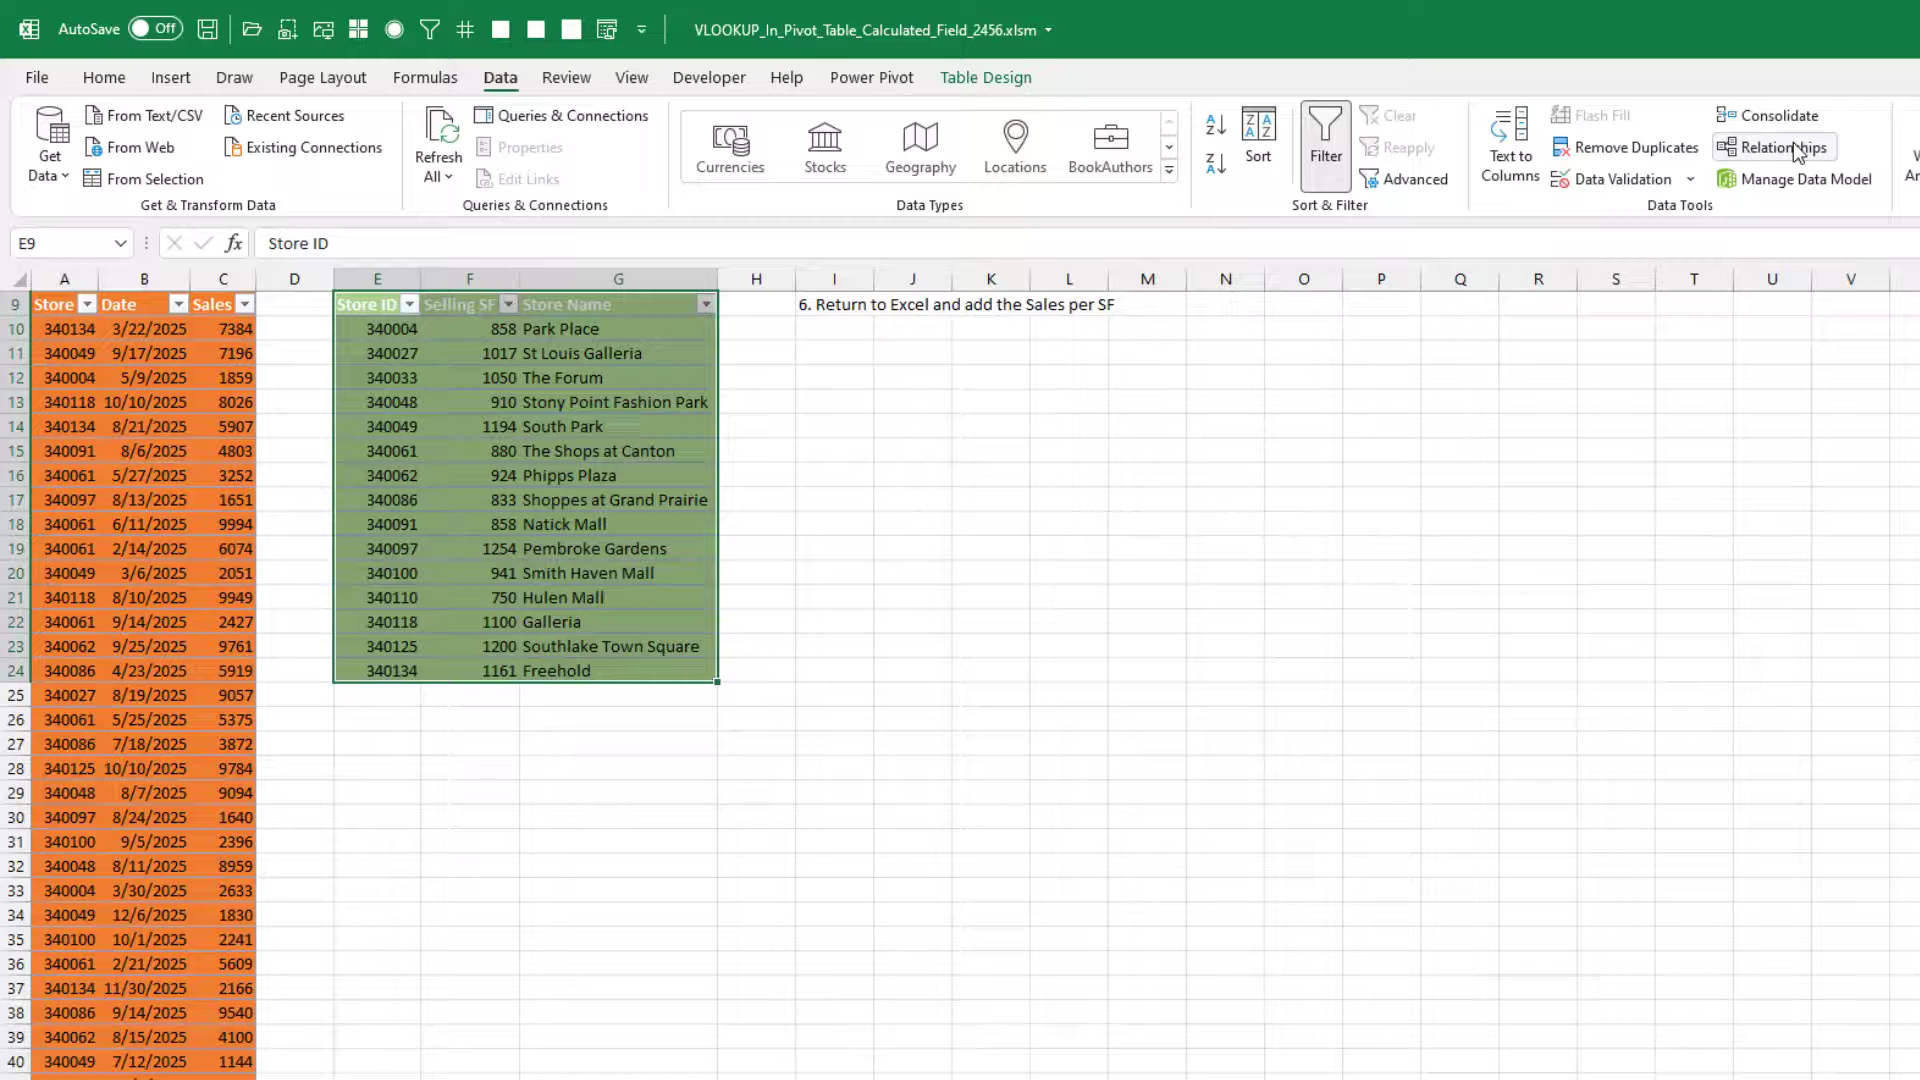 AutoSave Off VLOOKUP_In_Pivot_Table_Calculated_Field_2456.xlsm
File Home Insert Draw Page Layout Formulas Data Review View Developer Help Power Pivot Table Design
Get Data
From Text/CSV
From Web
From Selection
Recent Sources
Existing Connections
Get & Transform Data
Refresh All
Queries & Connections
Properties
Edit Links
Queries & Connections
Currencies Stocks Geography Locations BookAuthors
Data Types
Sort
Filter
Clear
Reapply
Advanced
Sort & Filter
Text to Columns
Flash Fill
Remove Duplicates
Data Validation
Consolidate
Relationships
Manage Data Model
Data Tools
E9 fx Store ID
A B C D E F G H I J K L M N O P Q R S T U V
9 Store Date Sales Store ID Selling SF Store Name 6. Return to Excel and add the Sales per SF
10 340134 3/22/2025 7384 340004 858 Park Place
11 340049 9/17/2025 7196 340027 1017 St Louis Galleria
12 340004 5/9/2025 1859 340033 1050 The Forum
13 340118 10/10/2025 8026 340048 910 Stony Point Fashion Park
14 340134 8/21/2025 5907 340049 1194 South Park
15 340091 8/6/2025 4803 340061 880 The Shops at Canton
16 340061 5/27/2025 3252 340062 924 Phipps Plaza
17 340097 8/13/2025 1651 340086 833 Shoppes at Grand Prairie
18 340061 6/11/2025 9994 340091 858 Natick Mall
19 340061 2/14/2025 6074 340097 1254 Pembroke Gardens
20 340049 3/6/2025 2051 340100 941 Smith Haven Mall
21 340118 8/10/2025 9949 340110 750 Hulen Mall
22 340061 9/14/2025 2427 340118 1100 Galleria
23 340062 9/25/2025 9761 340125 1200 Southlake Town Square
24 340086 4/23/2025 5919 340134 1161 Freehold
25 340027 8/19/2025 9057
26 340061 5/25/2025 5375
27 340086 7/18/2025 3872
28 340125 10/10/2025 9784
29 340048 8/7/2025 9094
30 340097 8/24/2025 1640
31 340100 9/5/2025 2396
32 340048 8/11/2025 8959
33 340004 3/30/2025 2633
34 340049 12/6/2025 1830
35 340100 10/1/2025 2241
36 340061 2/21/2025 5609
37 340134 11/30/2025 2166
38 340086 9/14/2025 9540
39 340062 8/15/2025 4100
40 340049 7/12/2025 1144